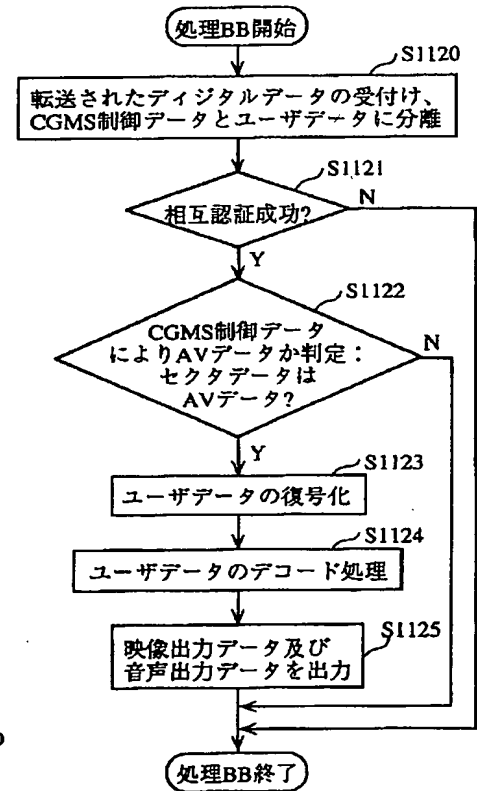 処理BB開始
S1120
転送されたディジタルデータの受付け、
CGMS制御データとユーザデータに分離
S1121
相互認証成功?
N
Y
S1122
CGMS制御データ
によりAVデータか判定:
セクタデータは
AVデータ?
N
Y
S1123
ユーザデータの復号化
S1124
ユーザデータのデコード処理
S1125
映像出力データ及び
音声出力データを出力
処理BB終了